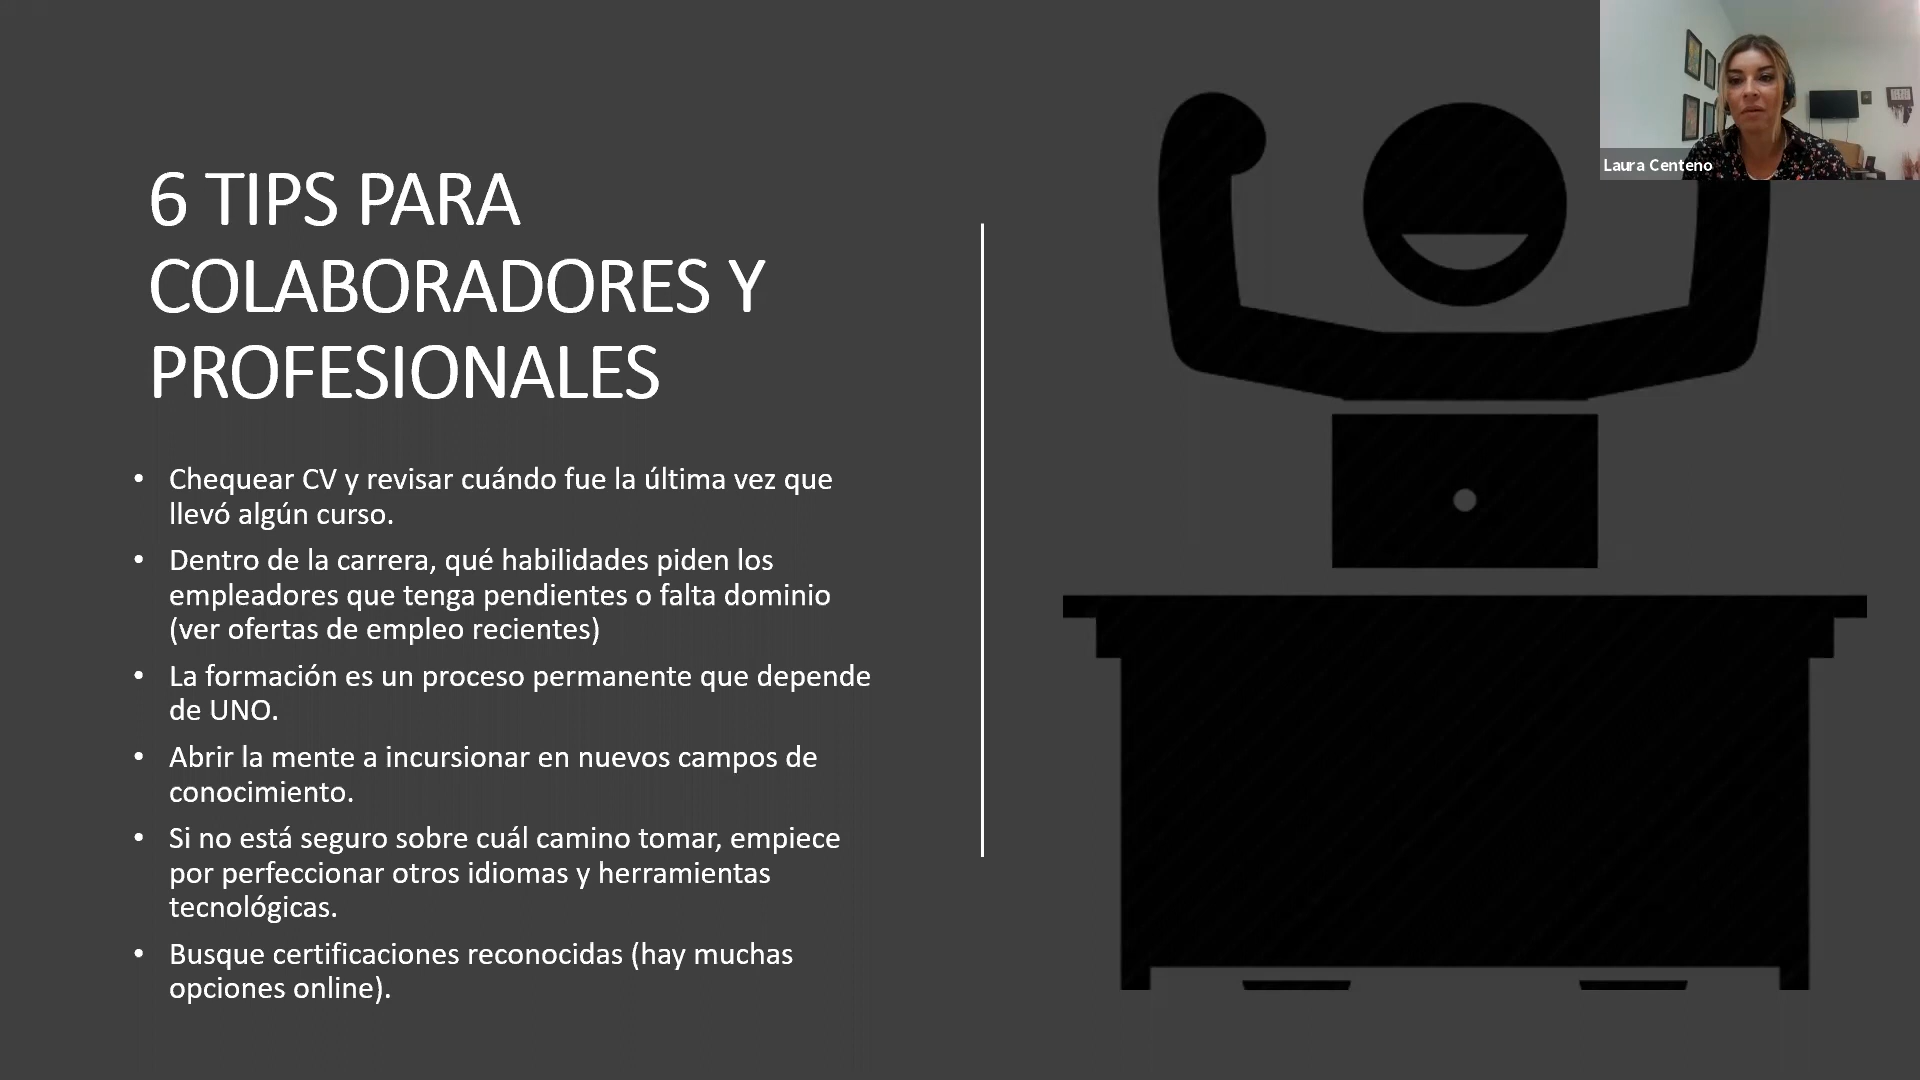 6 TIPS PARA
COLABORADORES Y
PROFESIONALES
• Chequear CV y revisar cuándo fue la última vez que
llevó algún curso.
• Dentro de la carrera, qué habilidades piden los
empleadores que tenga pendientes o falta dominio
(ver ofertas de empleo recientes)
• La formación es un proceso permanente que depende
de UNO.
• Abrir la mente a incursionar en nuevos campos de
conocimiento.
• Si no está seguro sobre cuál camino tomar, empiece
por perfeccionar otros idiomas y herramientas
tecnológicas.
• Busque certificaciones reconocidas (hay muchas
opciones online).
Laura Centeno